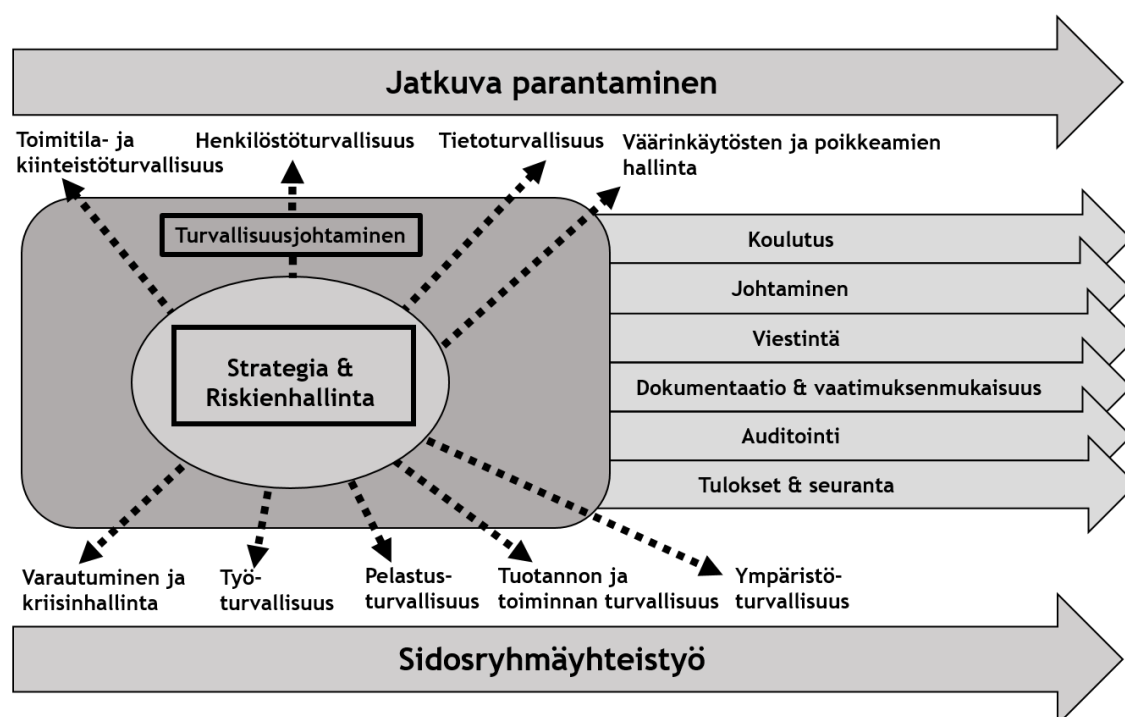 Jatkuva parantaminen
Toimitila- ja
kiinteistöturvallisuus
Henkilöstöturvallisuus
Tietoturvallisuus
Väärinkäytösten ja poikkeamien
hallinta
Turvallisuusjohtaminen
Strategia &
Riskienhallinta
Koulutus
Johtaminen
Viestintä
Dokumentaatio & vaatimuksenmukaisuus
Auditointi
Tulokset & seuranta
Varautuminen ja
kriisinhallinta
Työ-
turvallisuus
Pelastus-
turvallisuus
Tuotannon ja
toiminnan turvallisuus
Ympäristö-
turvallisuus
Sidosryhmäyhteistyö